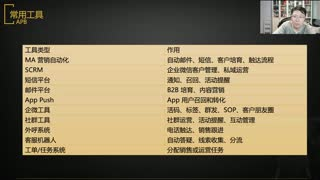 常用工具
APB
工具类型 作用
MA 营销自动化 自动邮件、短信、客户培育、触达流程
SCRM 企业微信客户管理、私域运营
短信平台 通知、召回、活动提醒
邮件平台 B2B 培育、内容营销
App Push App 用户召回和转化
企微工具 活码、标签、群发、SOP、客户朋友圈
社群工具 社群运营、活动提醒、互动管理
外呼系统 电话触达、销售跟进
客服机器人 自动答疑、线索收集、分流
工单/任务系统 分配销售或运营任务